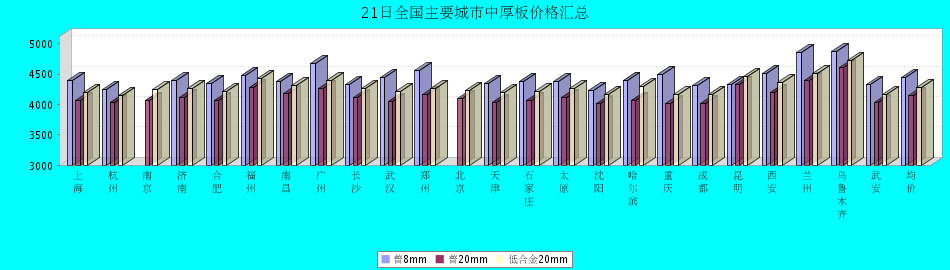 21日全国主要城市中厚板价格汇总
5000
4500
4000
3500
3000
上海
杭州
南京
济南
合肥
福州
南昌
广州
长沙
武汉
郑州
北京
天津
石家庄
太原
沈阳
哈尔滨
重庆
成都
昆明
西安
兰州
乌鲁木齐
武安
均价
普8mm 普20mm 低合金20mm